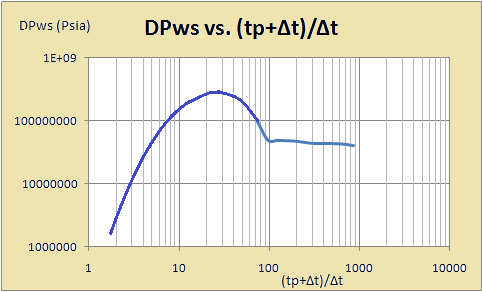 DPws (Psia)
DPws vs. (tp+Δt)/Δt
1E+09
100000000
10000000
1000000
1 10 100 1000 10000
(tp+Δt)/Δt